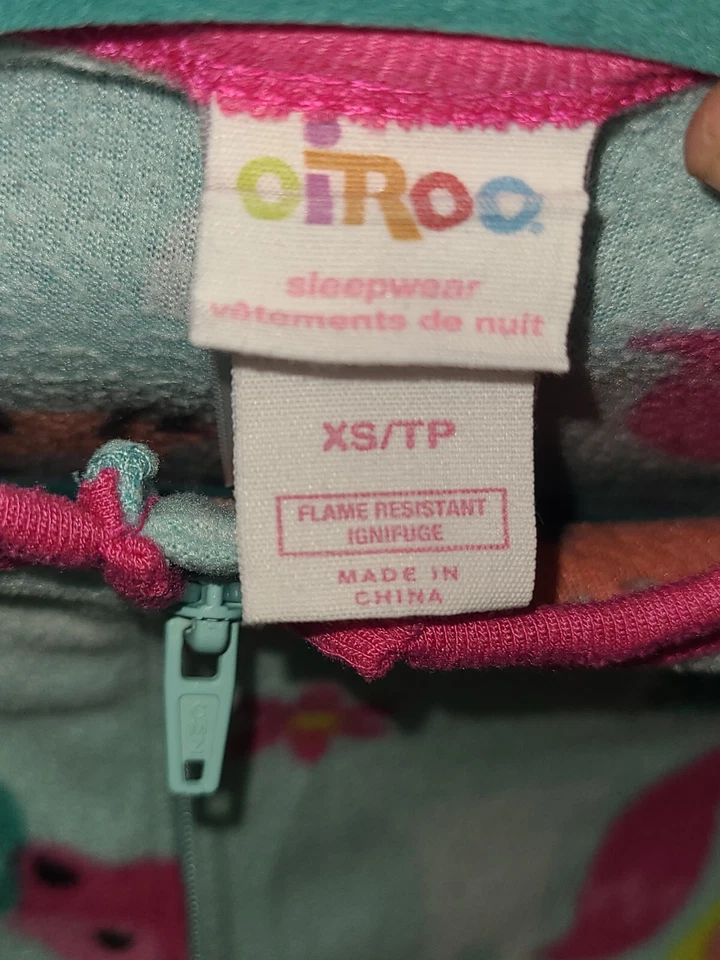 oiRoo
sleepwear
vêtements de nuit
XS/TP
FLAME RESISTANT
IGNIFUGE
MADE IN
CHINA